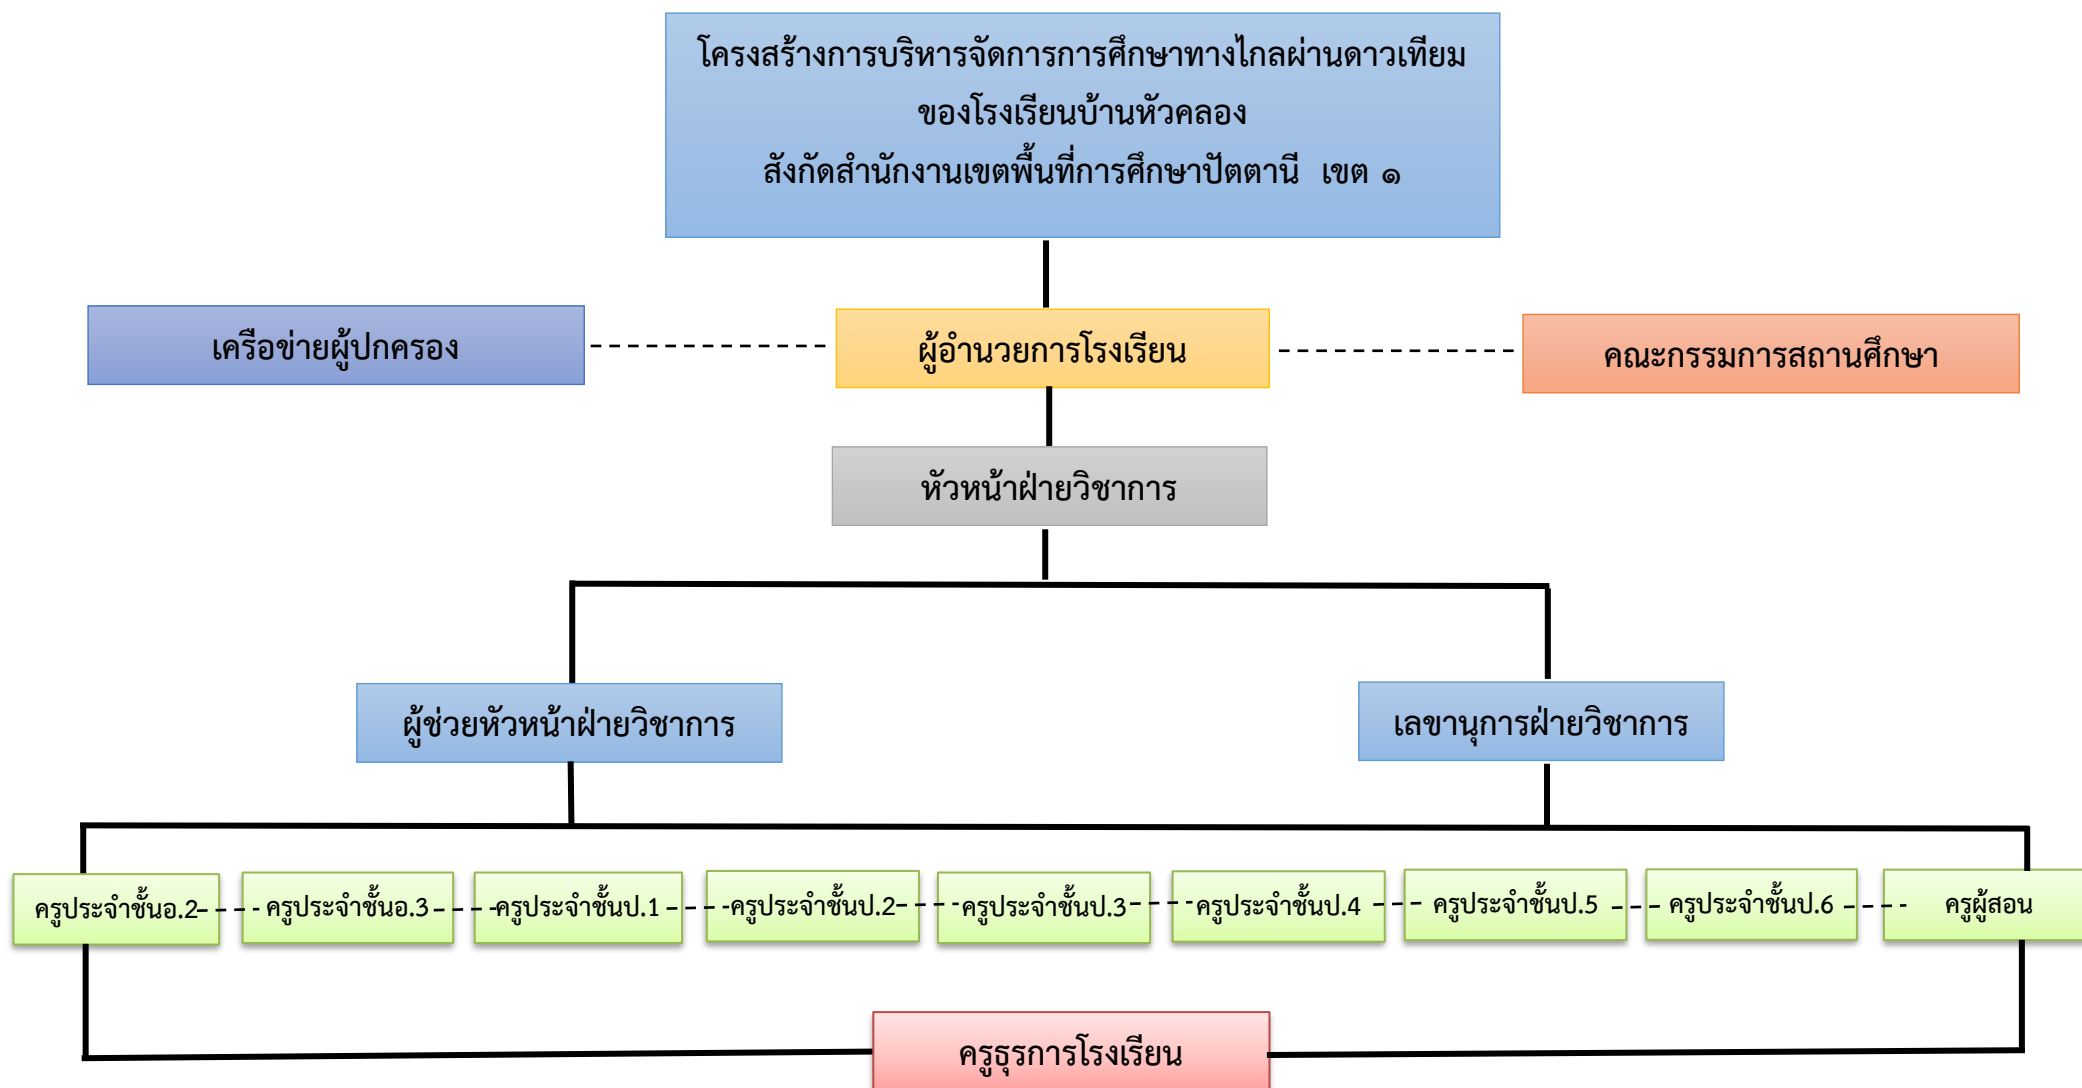 โครงสร้างการบริหารจัดการการศึกษาทางไกลผ่านดาวเทียม
ของโรงเรียนบ้านหัวคลอง
สังกัดสำนักงานเขตพื้นที่การศึกษาปัตตานี เขต ๑
เครือข่ายผู้ปกครอง
ผู้อำนวยการโรงเรียน
คณะกรรมการสถานศึกษา
หัวหน้าฝ่ายวิชาการ
ผู้ช่วยหัวหน้าฝ่ายวิชาการ
เลขานุการฝ่ายวิชาการ
ครูประจำชั้นอ.2
ครูประจำชั้นอ.3
ครูประจำชั้นป.1
ครูประจำชั้นป.2
ครูประจำชั้นป.3
ครูประจำชั้นป.4
ครูประจำชั้นป.5
ครูประจำชั้นป.6
ครูผู้สอน
ครูธุรการโรงเรียน